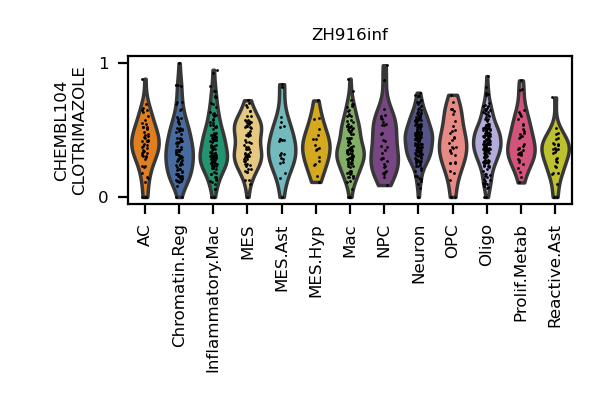 ZH916inf
CHEMBL104
CLOTRIMAZOLE
1
0
AC
Chromatin.Reg
Inflammatory.Mac
MES
MES.Ast
MES.Hyp
Mac
NPC
Neuron
OPC
Oligo
Prolif.Metab
Reactive.Ast